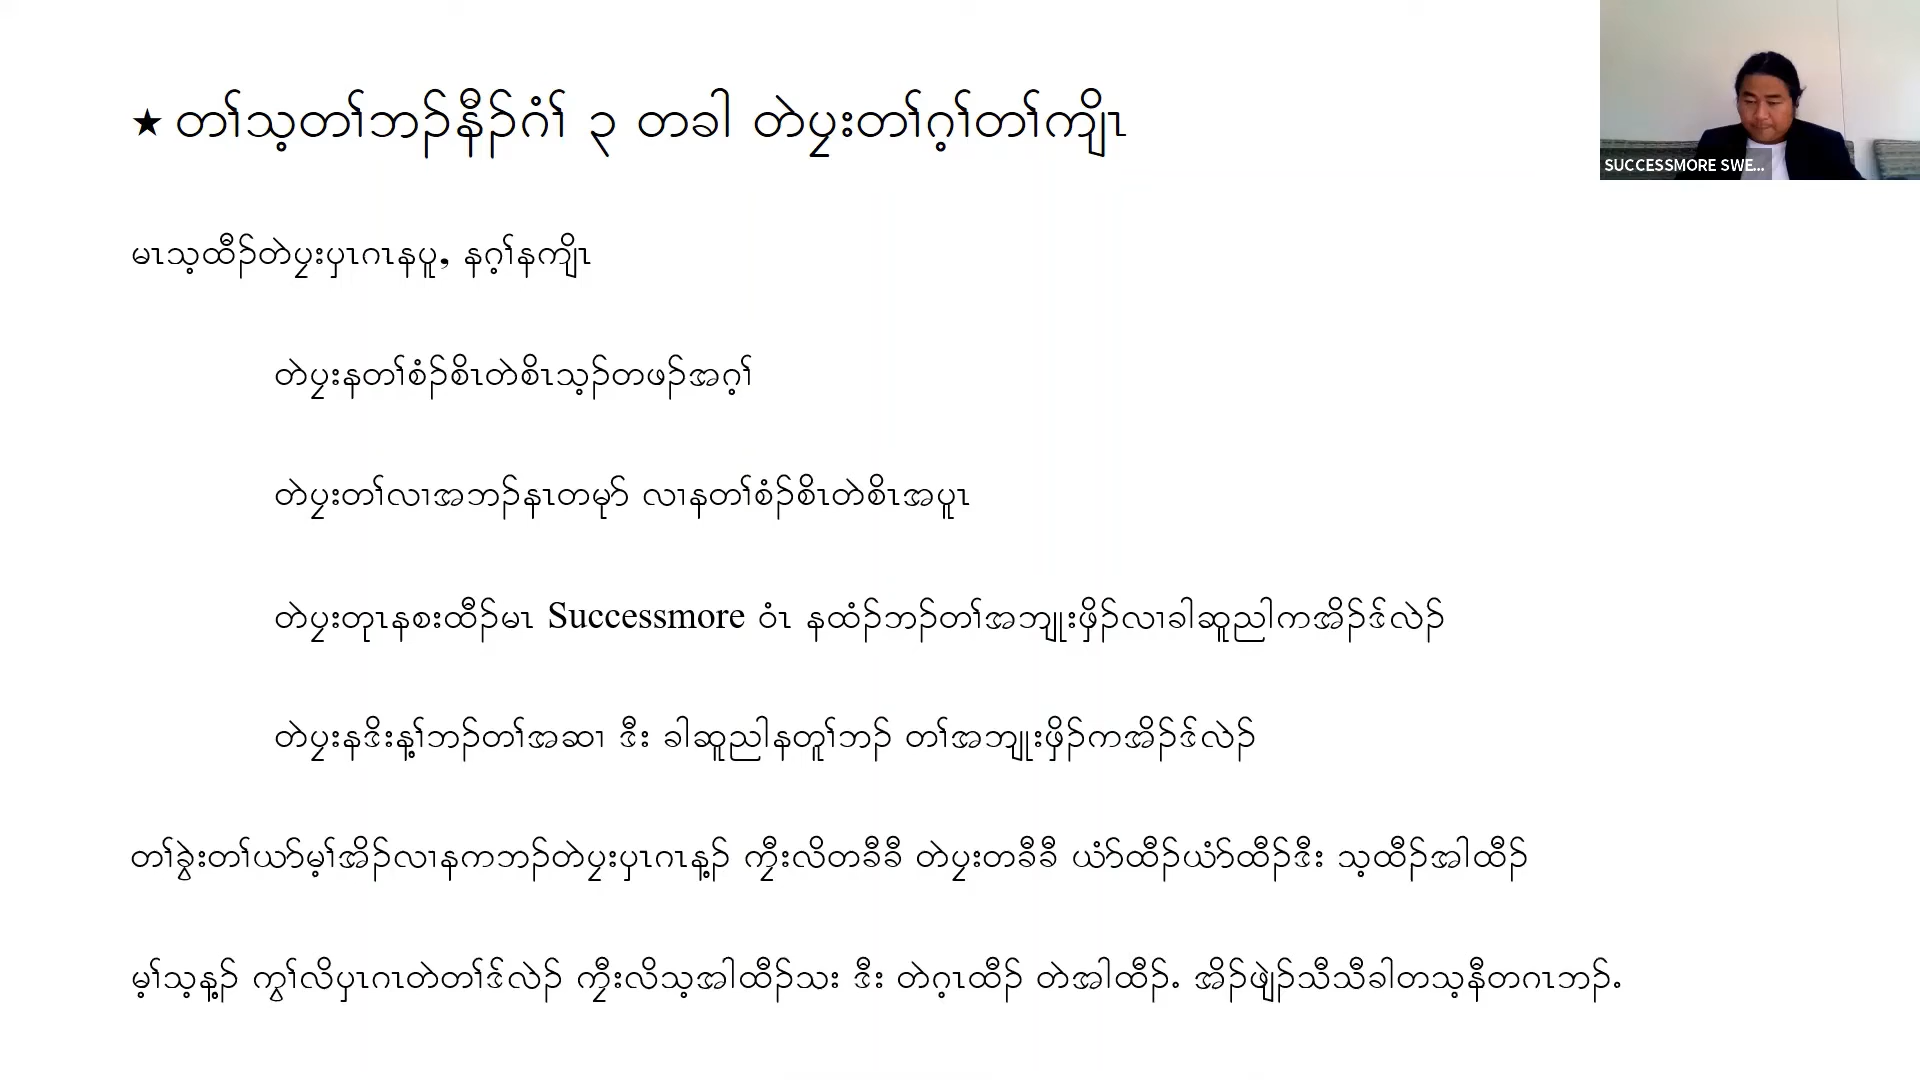 ★ တၢ်သ့တၢ်ဘၣ်နီၣ်ဂံၢ် ၃ တခါ တဲပှၤတၢ်ဂ့ၢ်တၢ်ကျိၤ
SUCCESSMORE SWE...
မၤသ့ထီၣ်တဲပှၤပှၤဂၤနပူ, နဂ့ၢ်နကျိၤ
တဲပှၤနတၢ်စံၣ်စိၤတဲစိၤသ့ၣ်တဖၣ်အဂ့ၢ်
တဲပှၤတၢ်လၢအဘၣ်နၤတမုာ် လၢနတၢ်စံၣ်စိၤတဲစိၤအပူၤ
တဲပှၤတုၤနစးထီၣ်မၤ Successmore ဝံၤ နထံၣ်ဘၣ်တၢ်အဘျုးဖှိၣ်လၢခါဆူညါကအိၣ်ဒ်လဲၣ်
တဲပှၤနဒိးန့ၢ်ဘၣ်တၢ်အဆၢ ဒီး ခါဆူညါနတူၢ်ဘၣ် တၢ်အဘျုးဖှိၣ်ကအိၣ်ဒ်လဲၣ်
တၢ်ခွဲးတၢ်ယာ်မ့ၢ်အိၣ်လၢနကဘၣ်တဲပှၤပှၤဂၤန့ၣ် ကၠီးလိတခီခီ တဲပှၤတခီခီ ယံာ်ထီၣ်ယံာ်ထီၣ်ဒီး သ့ထီၣ်အါထီၣ်
မ့ၢ်သ့န့ၣ် ကွၢ်လိပှၤဂၤတဲတၢ်ဒ်လဲၣ် ကၠီးလိသ့အါထီၣ်သး ဒီး တဲဂ့ၤထီၣ် တဲအါထီၣ်. အိၣ်ဖျဲၣ်သီသီခါတသ့နီတဂၤဘၣ်.